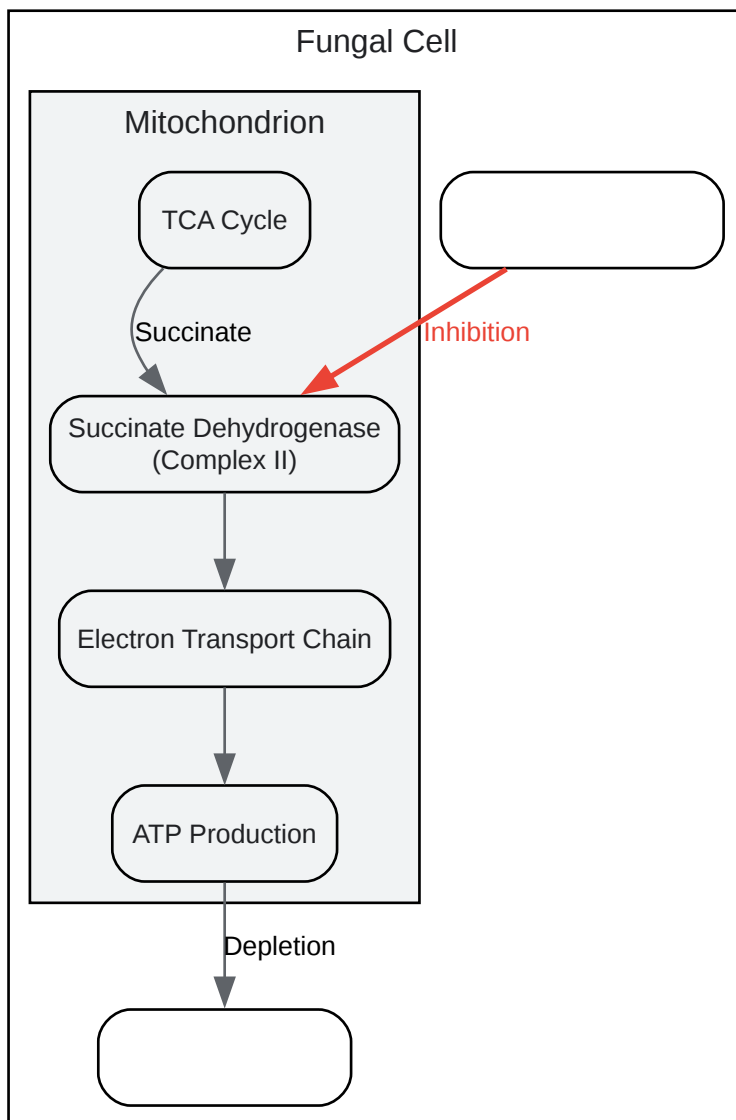 Fungal Cell
Mitochondrion
TCA Cycle
Succinate
Inhibition
Succinate Dehydrogenase
(Complex II)
Electron Transport Chain
ATP Production
Depletion